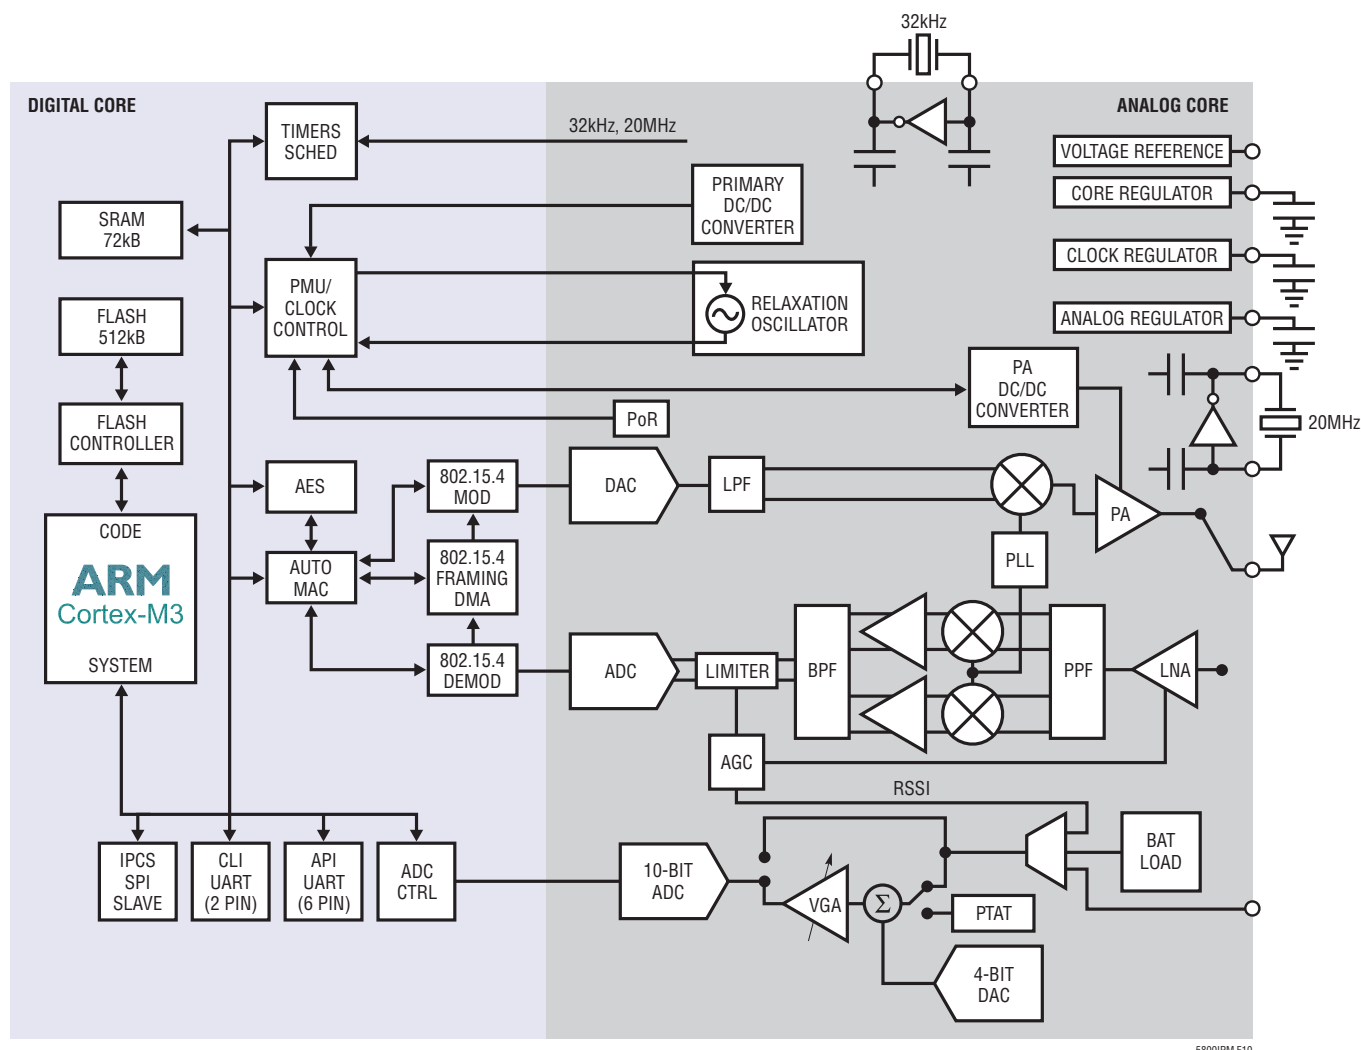 32kHz
DIGITAL CORE
ANALOG CORE
TIMERS
SCHED
32kHz, 20MHz
VOLTAGE REFERENCE
PRIMARY
DC/DC
CONVERTER
CORE REGULATOR
SRAM
72kB
CLOCK REGULATOR
PMU/
CLOCK
CONTROL
RELAXATION
OSCILLATOR
FLASH
512kB
ANALOG REGULATOR
PA
DC/DC
CONVERTER
PoR
20MHz
FLASH
CONTROLLER
AES
802.15.4
MOD
DAC
LPF
PA
CODE
ARM
Cortex-M3
SYSTEM
AUTO
MAC
802.15.4
FRAMING
DMA
PLL
802.15.4
DEMOD
ADC
LIMITER
BPF
PPF
LNA
AGC
RSSI
IPCS
SPI
SLAVE
CLI
UART
(2 PIN)
API
UART
(6 PIN)
ADC
CTRL
10-BIT
ADC
VGA
Σ
PTAT
BAT
LOAD
4-BIT
DAC